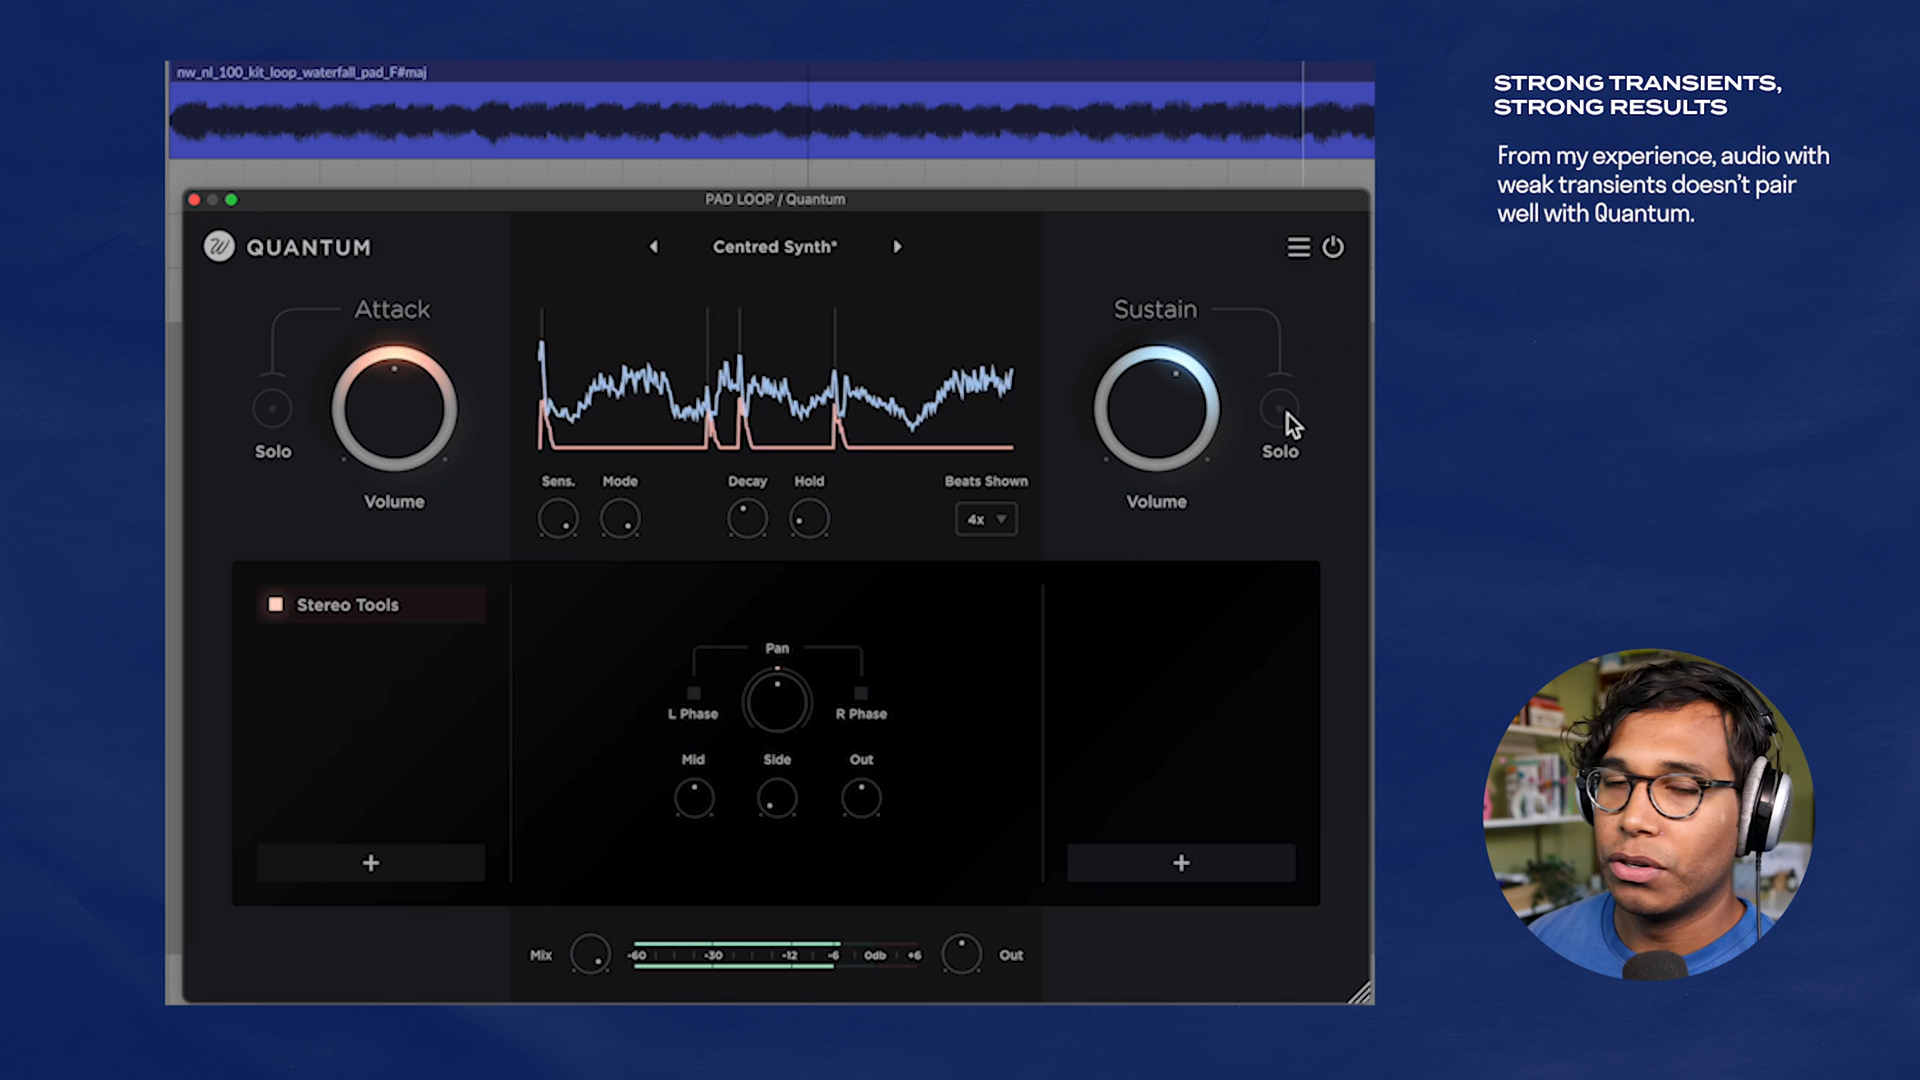 nw_nl_100_kit_loop_waterfall_pad_F#maj
STRONG TRANSIENTS,
STRONG RESULTS
From my experience, audio with
weak transients doesn't pair
well with Quantum.
PAD LOOP / Quantum
QUANTUM
Centred Synth*
Attack
Sustain
Solo
Volume
Sens. Mode Decay Hold Beats Shown
4x
Solo
Volume
Stereo Tools
Pan
L Phase R Phase
Mid Side Out
+ +
Mix -60 -30 -12 -6 0db +6 Out